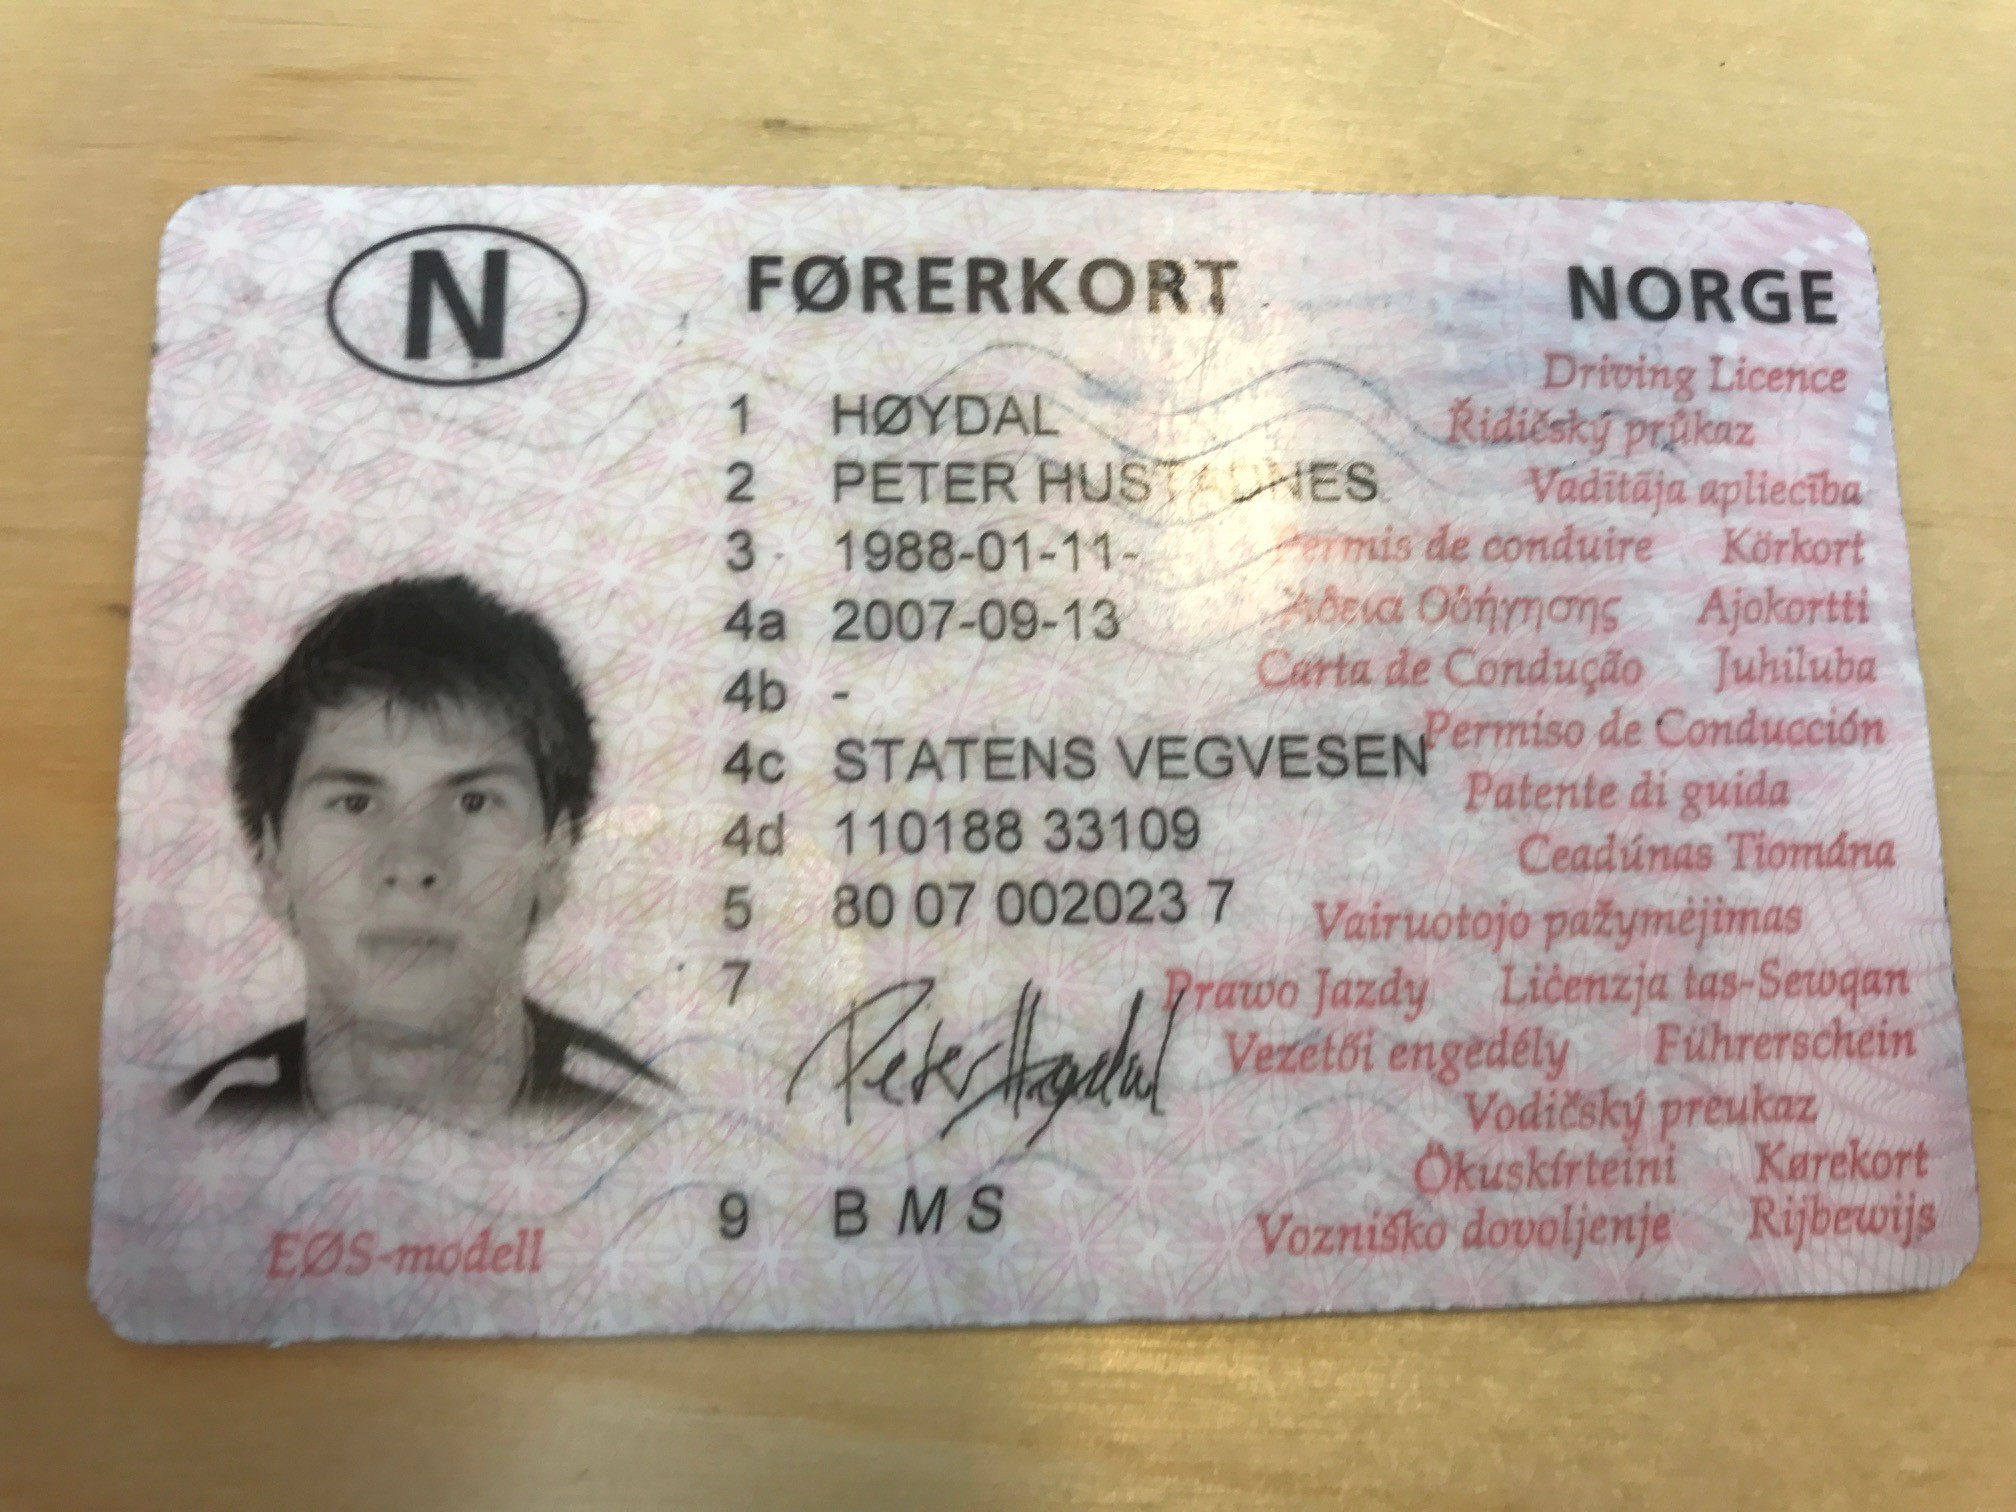 N
FØRERKORT NORGE
Driving Licence
1 HØYDAL
Řidičský průkaz
2 PETER HUSTADNES
Vadītāja apliecība
3 1988-01-11-
Permis de conduire Körkort
4a 2007-09-13
Άδεια Οδήγησης Ajokortti
4b -
Carta de Condução Juhiluba
4c STATENS VEGVESEN
Permiso de Conducción
Patente di guida
4d 110188 33109
Ceadúnas Tiomána
5 80 07 002023 7
Vairuotojo pažymėjimas
7 Peter Høydal
Prawo Jazdy Liċenzja tas-Sewqan
Vezetői engedély Führerschein
Vodičský preukaz
Ökuskírteini Kørekort
9 B M S
Vozniško dovoljenje Rijbewijs
EØS-modell